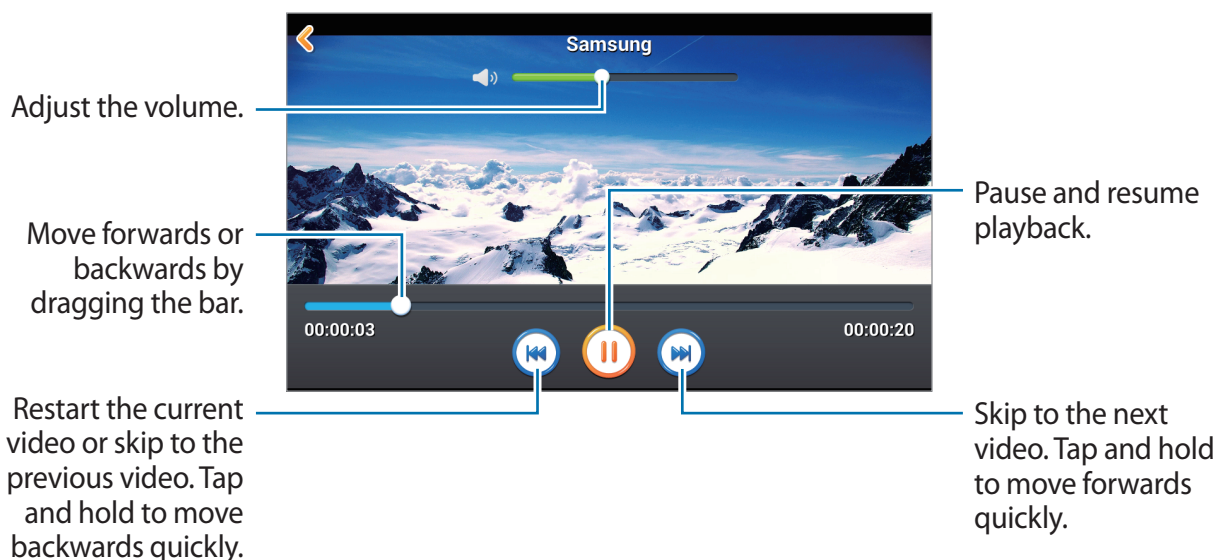 Samsung
Adjust the volume.
Move forwards or
backwards by
dragging the bar.
Pause and resume
playback.
00:00:03
00:00:20
Restart the current
video or skip to the
previous video. Tap
and hold to move
backwards quickly.
Skip to the next
video. Tap and hold
to move forwards
quickly.